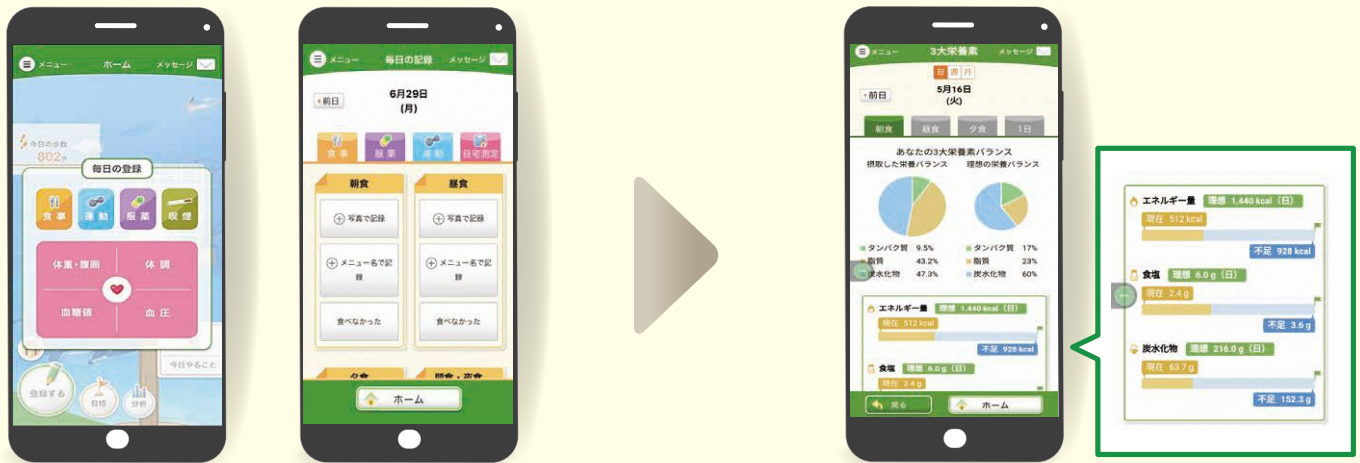 メニュー ホーム メッセージ
今日の歩数
802歩
毎日の登録
食事 運動 服薬 喫煙
体重・腹囲 体調
血糖値 血圧
今日やること
登録する 目標 分析
メニュー 毎日の記録 メッセージ
前日 6月29日
(月)
食事 服薬 運動 自宅測定
朝食 昼食
写真で記録 写真で記録
メニュー名で記 メニュー名で記
録 録
食べなかった 食べなかった
夕食 間食・夜食
ホーム
メニュー 3大栄養素 メッセージ
日 週 月
前日 5月16日
(火)
朝食 昼食 夕食 1日
あなたの3大栄養素バランス
摂取した栄養バランス 理想の栄養バランス
タンパク質 9.5% タンパク質 17%
脂質 43.2% 脂質 23%
炭水化物 47.3% 炭水化物 60%
エネルギー量 理想 1,440 kcal (日)
現在 512 kcal
不足 928 kcal
食塩 理想 6.0 g (日)
現在 2.4 g
戻る ホーム
エネルギー量 理想 1,440 kcal (日)
現在 512 kcal
不足 928 kcal
食塩 理想 6.0 g (日)
現在 2.4 g
不足 3.6 g
炭水化物 理想 216.0 g (日)
現在 63.7 g
不足 152.3 g